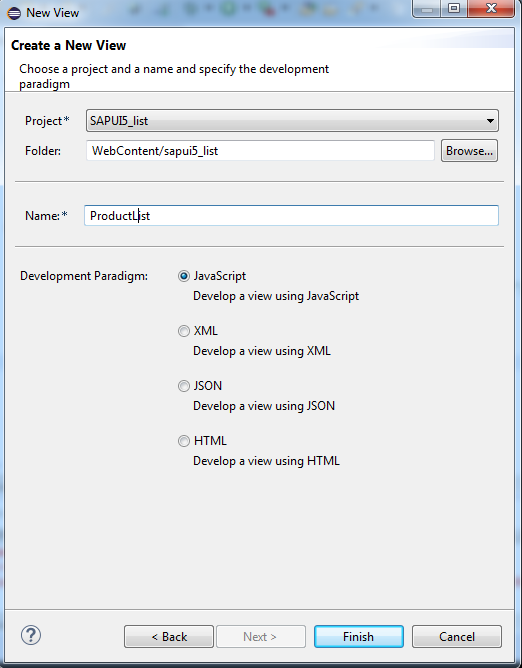 New View
Create a New View
Choose a project and a name and specify the development
paradigm
Project* SAPUI5_list
Folder: WebContent/sapui5_list Browse...
Name:* ProductList
Development Paradigm: JavaScript
Develop a view using JavaScript
XML
Develop a view using XML
JSON
Develop a view using JSON
HTML
Develop a view using HTML
? < Back Next > Finish Cancel